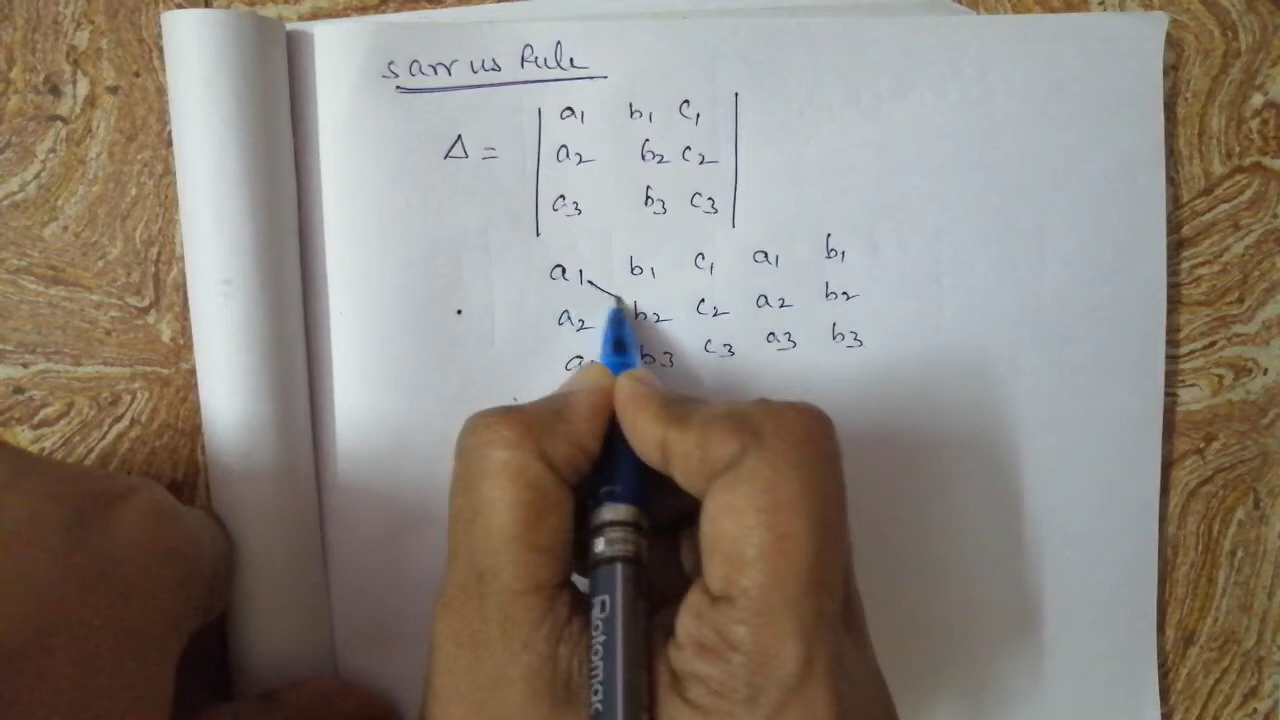 Sarrus Rule
a1 b1 c1
Δ = a2 b2 c2
a3 b3 c3
a1 b1 c1 a1 b1
a2 b2 c2 a2 b2
b3 c3 a3 b3
Rotomac